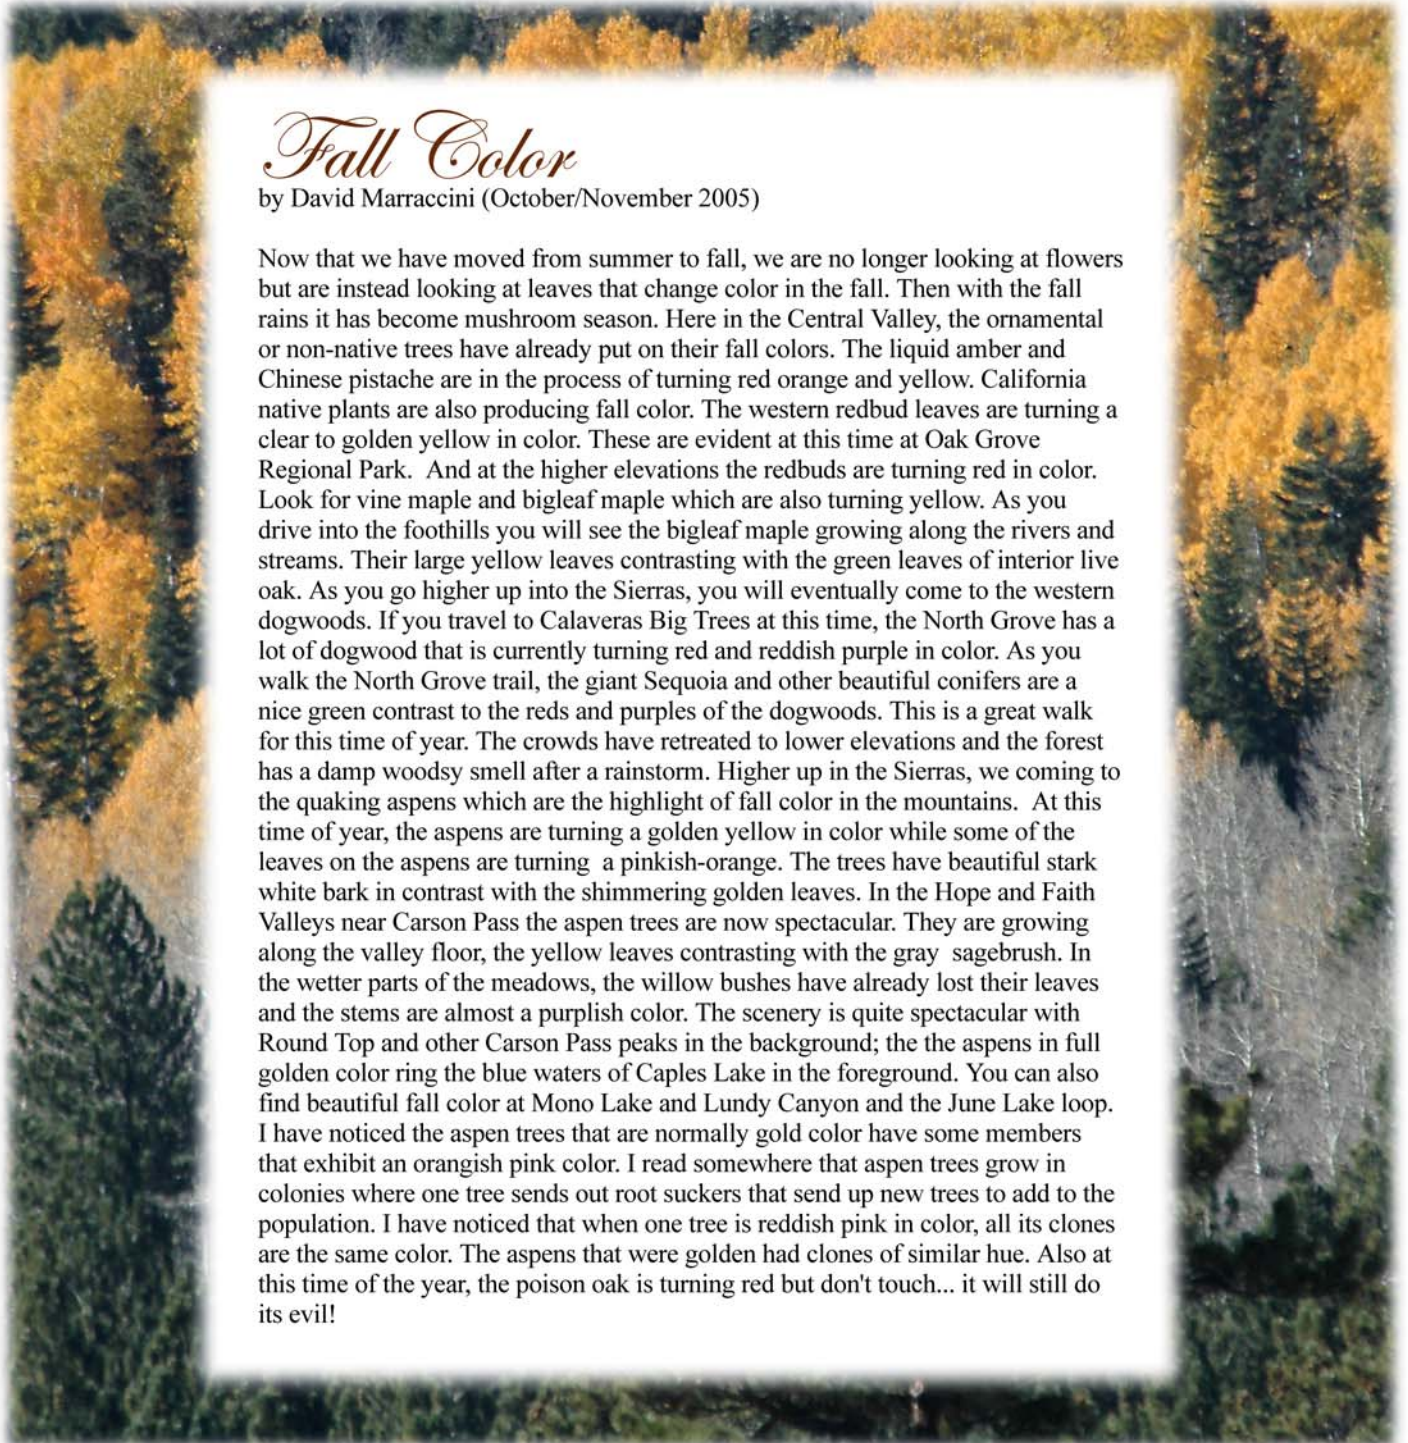 Fall Color
by David Marraccini (October/November 2005)
Now that we have moved from summer to fall, we are no longer looking at flowers
but are instead looking at leaves that change color in the fall. Then with the fall
rains it has become mushroom season. Here in the Central Valley, the ornamental
or non-native trees have already put on their fall colors. The liquid amber and
Chinese pistache are in the process of turning red orange and yellow. California
native plants are also producing fall color. The western redbud leaves are turning a
clear to golden yellow in color. These are evident at this time at Oak Grove
Regional Park.  And at the higher elevations the redbuds are turning red in color.
Look for vine maple and bigleaf maple which are also turning yellow. As you
drive into the foothills you will see the bigleaf maple growing along the rivers and
streams. Their large yellow leaves contrasting with the green leaves of interior live
oak. As you go higher up into the Sierras, you will eventually come to the western
dogwoods. If you travel to Calaveras Big Trees at this time, the North Grove has a
lot of dogwood that is currently turning red and reddish purple in color. As you
walk the North Grove trail, the giant Sequoia and other beautiful conifers are a
nice green contrast to the reds and purples of the dogwoods. This is a great walk
for this time of year. The crowds have retreated to lower elevations and the forest
has a damp woodsy smell after a rainstorm. Higher up in the Sierras, we coming to
the quaking aspens which are the highlight of fall color in the mountains.  At this
time of year, the aspens are turning a golden yellow in color while some of the
leaves on the aspens are turning  a pinkish-orange. The trees have beautiful stark
white bark in contrast with the shimmering golden leaves. In the Hope and Faith
Valleys near Carson Pass the aspen trees are now spectacular. They are growing
along the valley floor, the yellow leaves contrasting with the gray  sagebrush. In
the wetter parts of the meadows, the willow bushes have already lost their leaves
and the stems are almost a purplish color. The scenery is quite spectacular with
Round Top and other Carson Pass peaks in the background; the the aspens in full
golden color ring the blue waters of Caples Lake in the foreground. You can also
find beautiful fall color at Mono Lake and Lundy Canyon and the June Lake loop.
I have noticed the aspen trees that are normally gold color have some members
that exhibit an orangish pink color. I read somewhere that aspen trees grow in
colonies where one tree sends out root suckers that send up new trees to add to the
population. I have noticed that when one tree is reddish pink in color, all its clones
are the same color. The aspens that were golden had clones of similar hue. Also at
this time of the year, the poison oak is turning red but don't touch... it will still do
its evil!